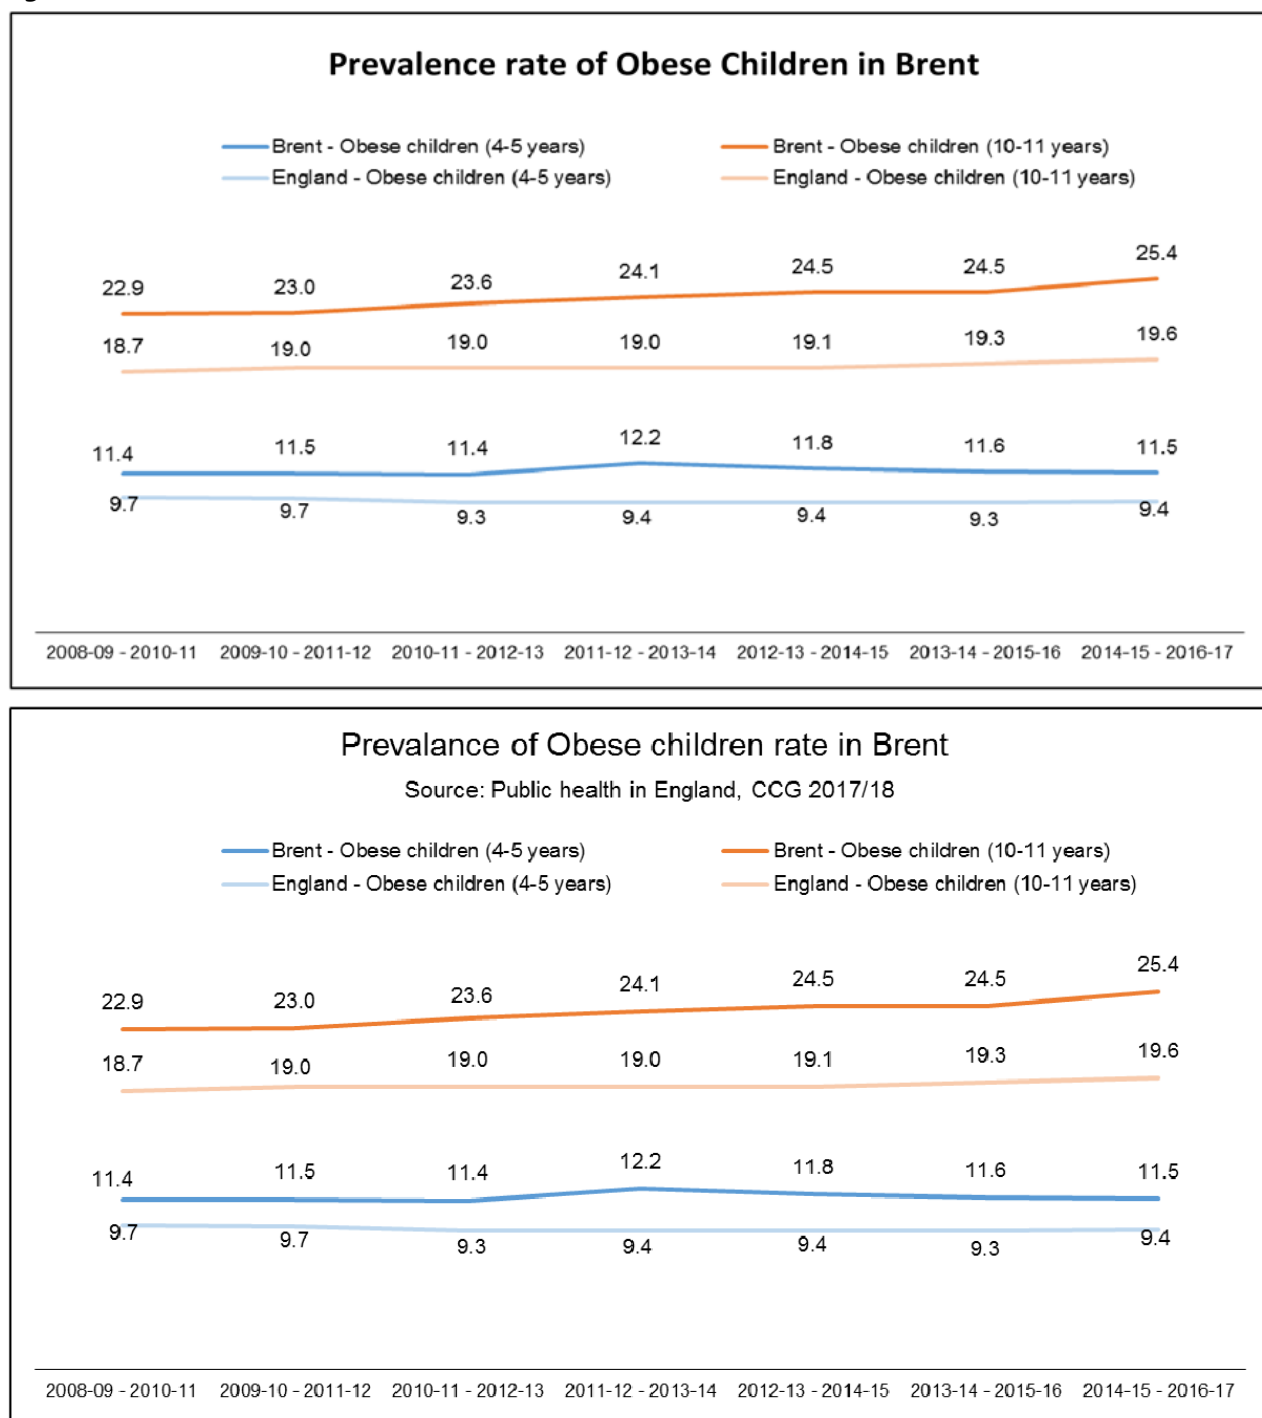 Prevalence rate of Obese Children in Brent
Brent - Obese children (4-5 years) Brent - Obese children (10-11 years)
England - Obese children (4-5 years) England - Obese children (10-11 years)
22.9 23.0 23.6 24.1 24.5 24.5 25.4
18.7 19.0 19.0 19.0 19.1 19.3 19.6
11.4 11.5 11.4 12.2 11.8 11.6 11.5
9.7 9.7 9.3 9.4 9.4 9.3 9.4
2008-09 - 2010-11 2009-10 - 2011-12 2010-11 - 2012-13 2011-12 - 2013-14 2012-13 - 2014-15 2013-14 - 2015-16 2014-15 - 2016-17
Prevalance of Obese children rate in Brent
Source: Public health in England, CCG 2017/18
Brent - Obese children (4-5 years) Brent - Obese children (10-11 years)
England - Obese children (4-5 years) England - Obese children (10-11 years)
22.9 23.0 23.6 24.1 24.5 24.5 25.4
18.7 19.0 19.0 19.0 19.1 19.3 19.6
11.4 11.5 11.4 12.2 11.8 11.6 11.5
9.7 9.7 9.3 9.4 9.4 9.3 9.4
2008-09 - 2010-11 2009-10 - 2011-12 2010-11 - 2012-13 2011-12 - 2013-14 2012-13 - 2014-15 2013-14 - 2015-16 2014-15 - 2016-17